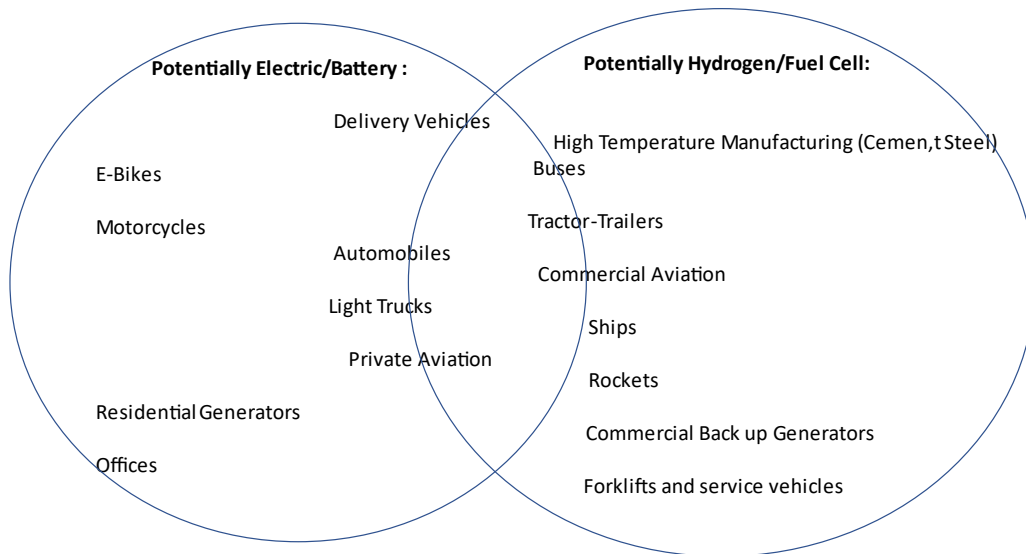 Potentially Electric/Battery :
Delivery Vehicles
E-Bikes
Motorcycles
Automobiles
Light Trucks
Private Aviation
Residential Generators
Offices
Potentially Hydrogen/Fuel Cell:
High Temperature Manufacturing (Cemen,t Steel)
Buses
Tractor-Trailers
Commercial Aviation
Ships
Rockets
Commercial Back up Generators
Forklifts and service vehicles